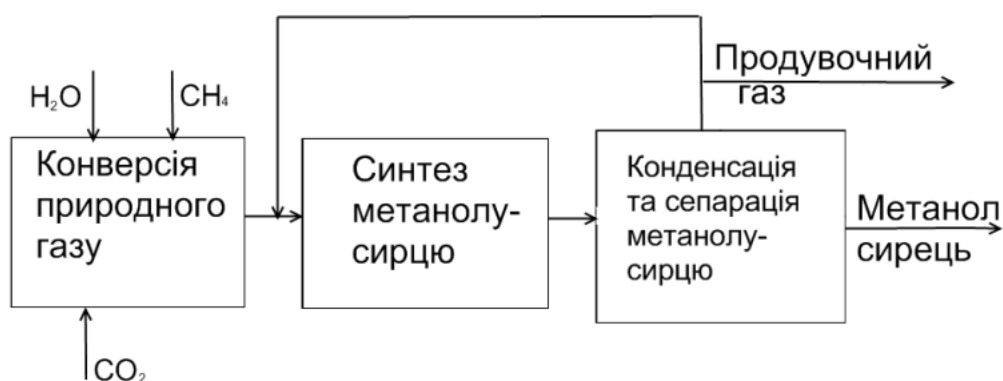 H₂O
CH₄
Продувочний
газ
Конверсія
природного
газу
Синтез
метанолу-
сирцю
Конденсація
та сепарація
метанолу-
сирцю
Метанол
сирець
CO₂